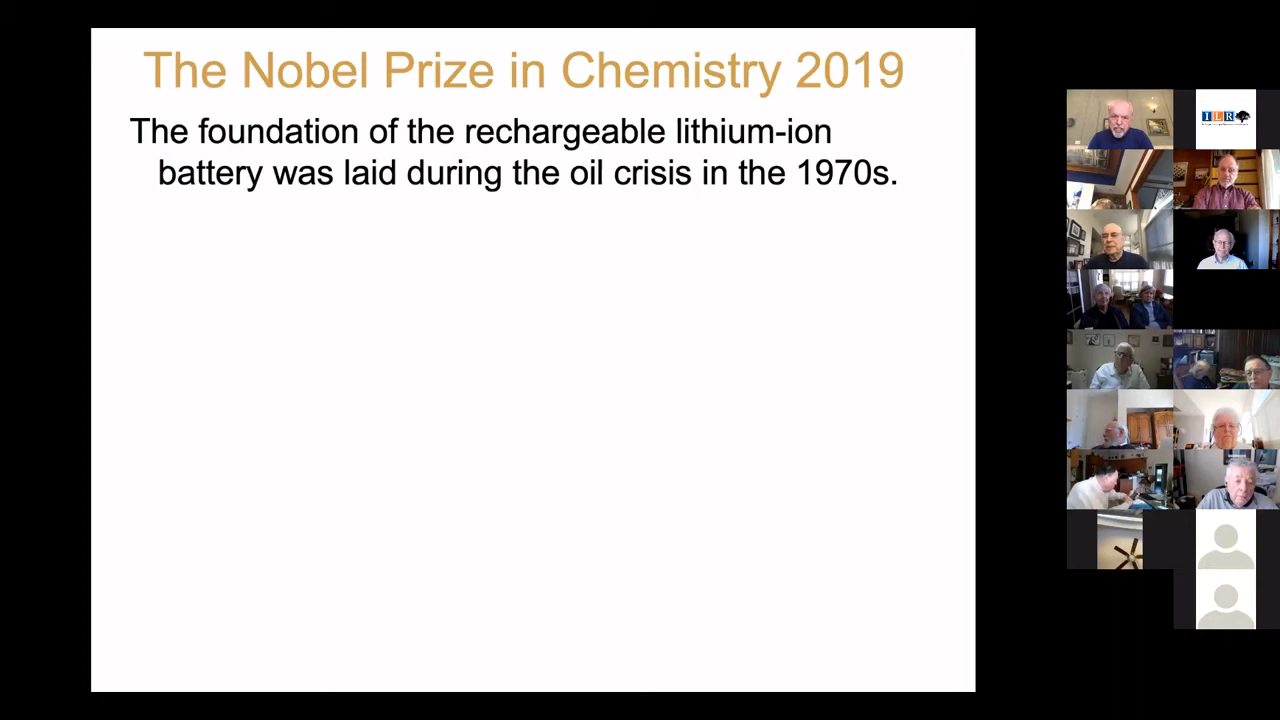 The Nobel Prize in Chemistry 2019
The foundation of the rechargeable lithium-ion
battery was laid during the oil crisis in the 1970s.
ILR